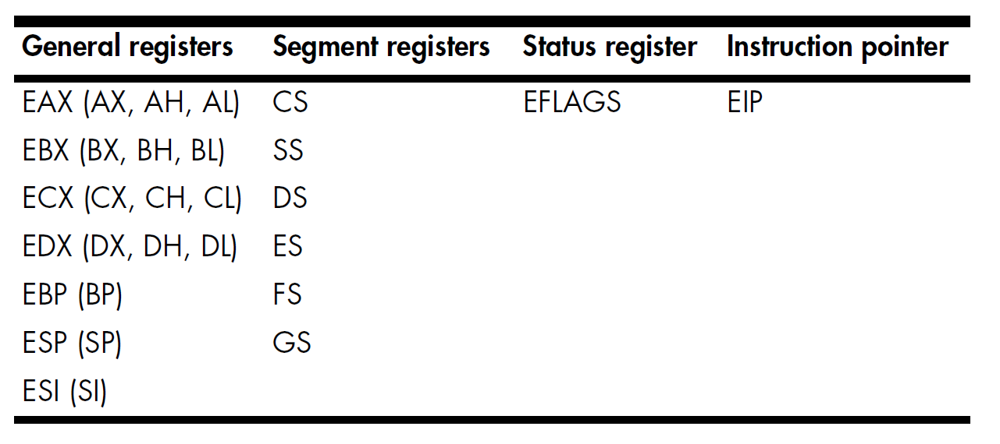 General registers Segment registers Status register Instruction pointer
EAX (AX, AH, AL) CS EFLAGS EIP
EBX (BX, BH, BL) SS
ECX (CX, CH, CL) DS
EDX (DX, DH, DL) ES
EBP (BP) FS
ESP (SP) GS
ESI (SI)